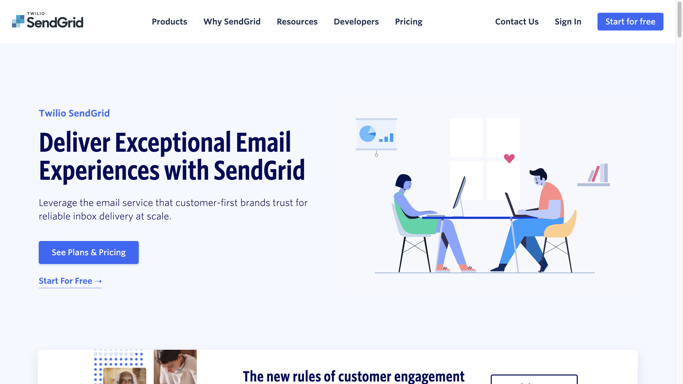 TWILIO
SendGrid
Products Why SendGrid Resources Developers Pricing Contact Us Sign In Start for free
Twilio SendGrid
Deliver Exceptional Email
Experiences with SendGrid
Leverage the email service that customer-first brands trust for
reliable inbox delivery at scale.
See Plans & Pricing
Start For Free →
The new rules of customer engagement